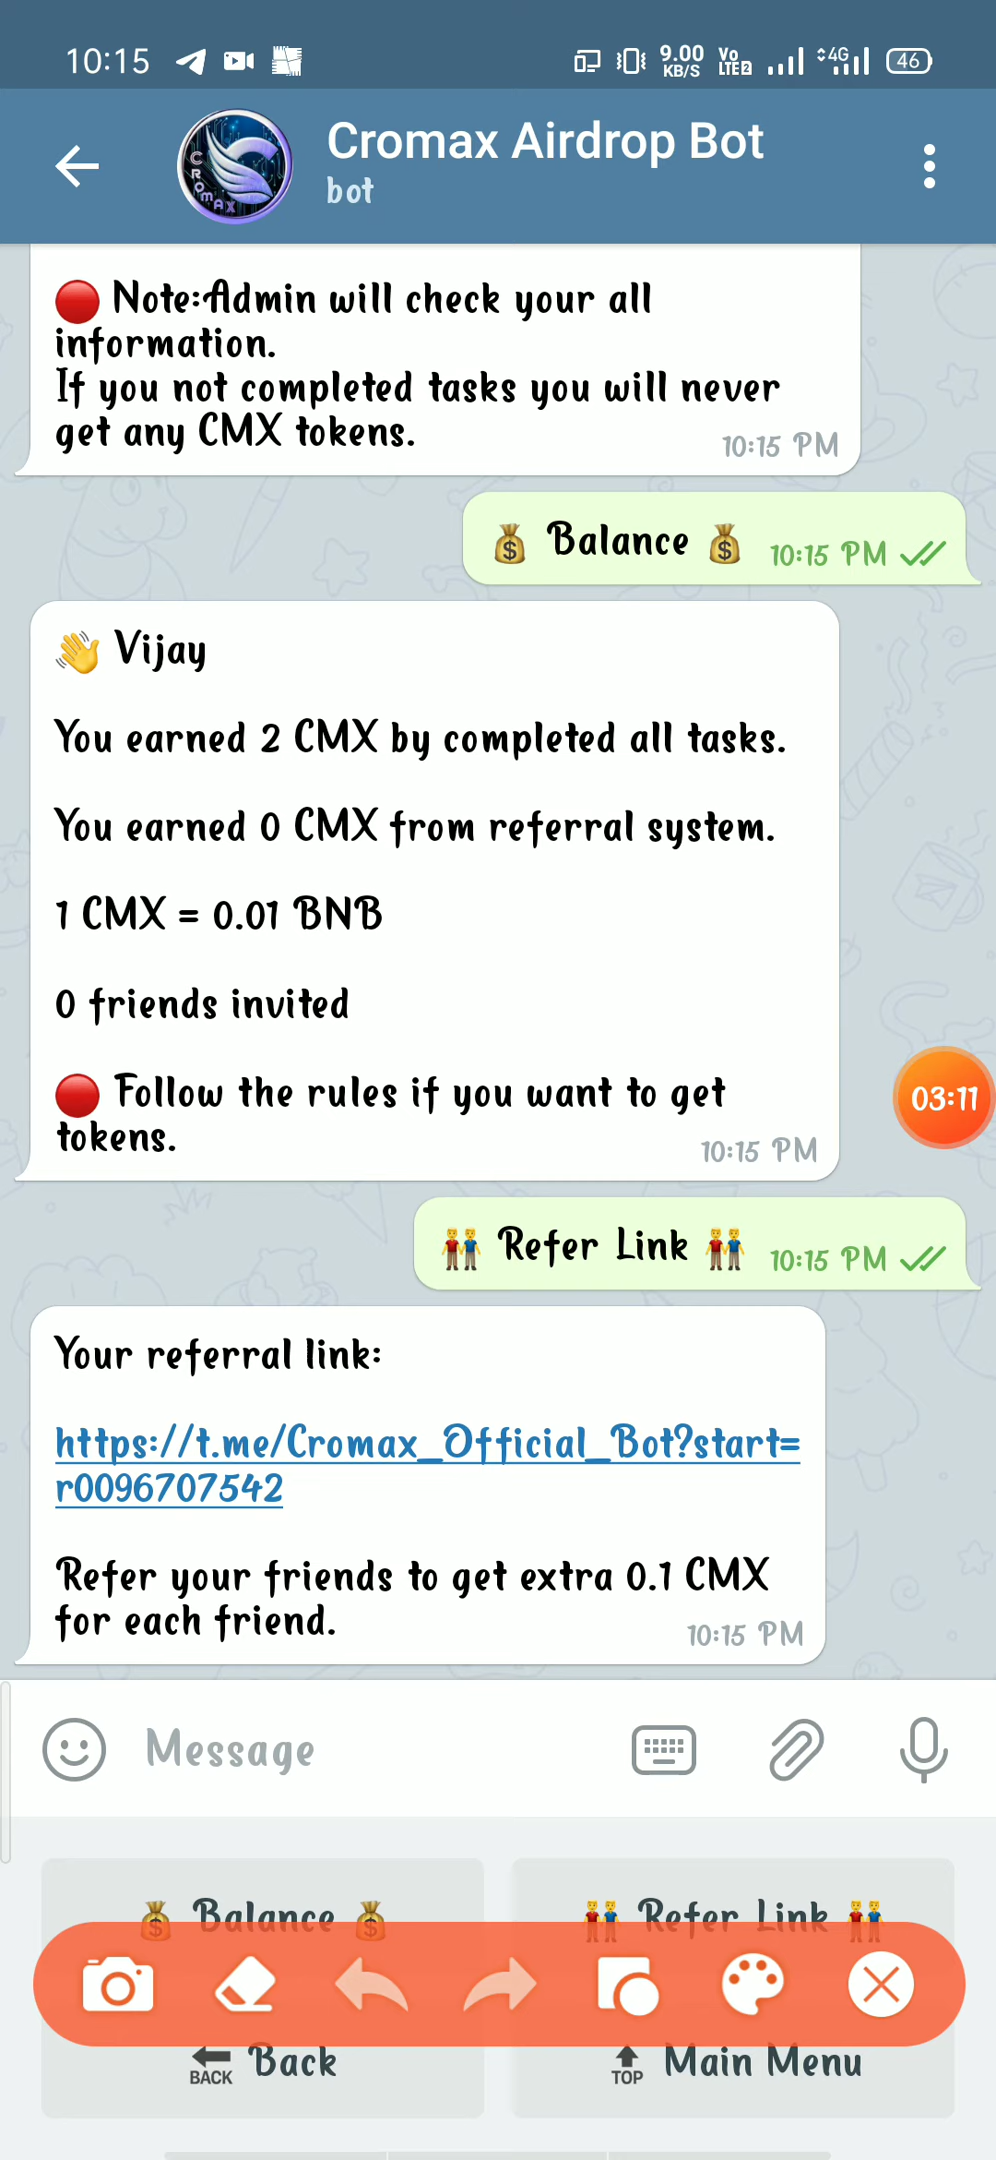 10:15
9.00
KB/S
Vo
LTE 2
4G
46
CROMAX
Cromax Airdrop Bot
bot
🔴 Note:Admin will check your all
information.
If you not completed tasks you will never
get any CMX tokens.
10:15 PM
💰 Balance 💰
10:15 PM
👋 Vijay
You earned 2 CMX by completed all tasks.
You earned 0 CMX from referral system.
1 CMX = 0.01 BNB
0 friends invited
🔴 Follow the rules if you want to get
tokens.
10:15 PM
03:11
👬 Refer Link 👬
10:15 PM
Your referral link:
https://t.me/Cromax_Official_Bot?start=
r0096707542
Refer your friends to get extra 0.1 CMX
for each friend.
10:15 PM
Message
💰 Balance 💰
👬 Refer Link 👬
BACK Back
TOP Main Menu